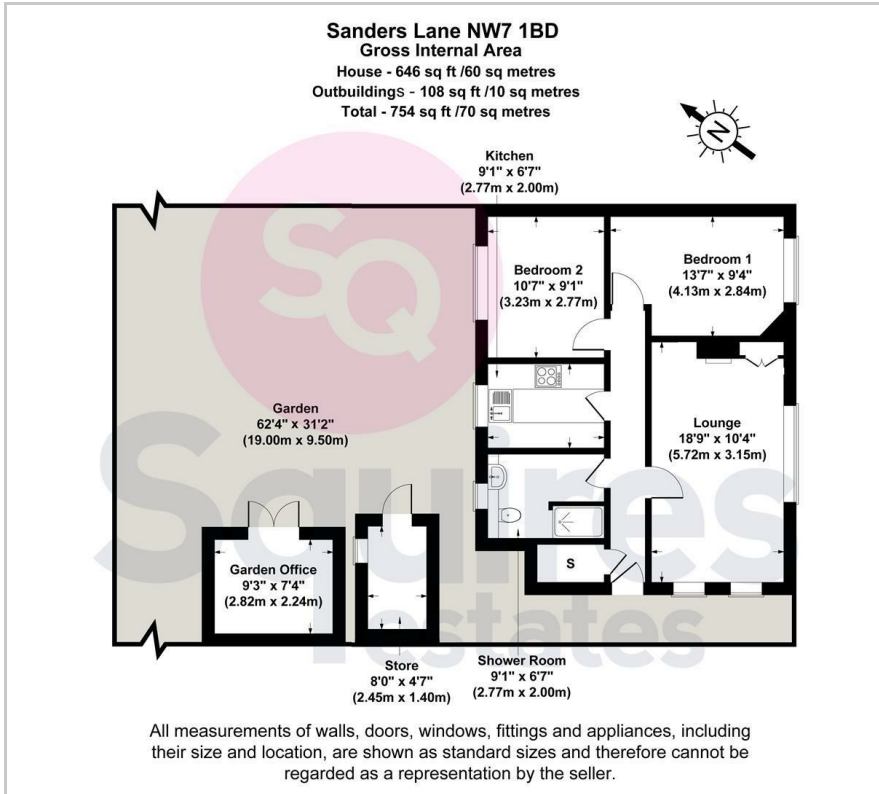 Sanders Lane NW7 1BD
Gross Internal Area
House - 646 sq ft /60 sq metres
Outbuildings - 108 sq ft /10 sq metres
Total - 754 sq ft /70 sq metres
N
Kitchen
9'1" x 6'7"
(2.77m x 2.00m)
SQ
Bedroom 2
10'7" x 9'1"
(3.23m x 2.77m)
Bedroom 1
13'7" x 9'4"
(4.13m x 2.84m)
Garden
62'4" x 31'2"
(19.00m x 9.50m)
Lounge
18'9" x 10'4"
(5.72m x 3.15m)
Squires
estates
Garden Office
9'3" x 7'4"
(2.82m x 2.24m)
S
Store
8'0" x 4'7"
(2.45m x 1.40m)
Shower Room
9'1" x 6'7"
(2.77m x 2.00m)
All measurements of walls, doors, windows, fittings and appliances, including
their size and location, are shown as standard sizes and therefore cannot be
regarded as a representation by the seller.